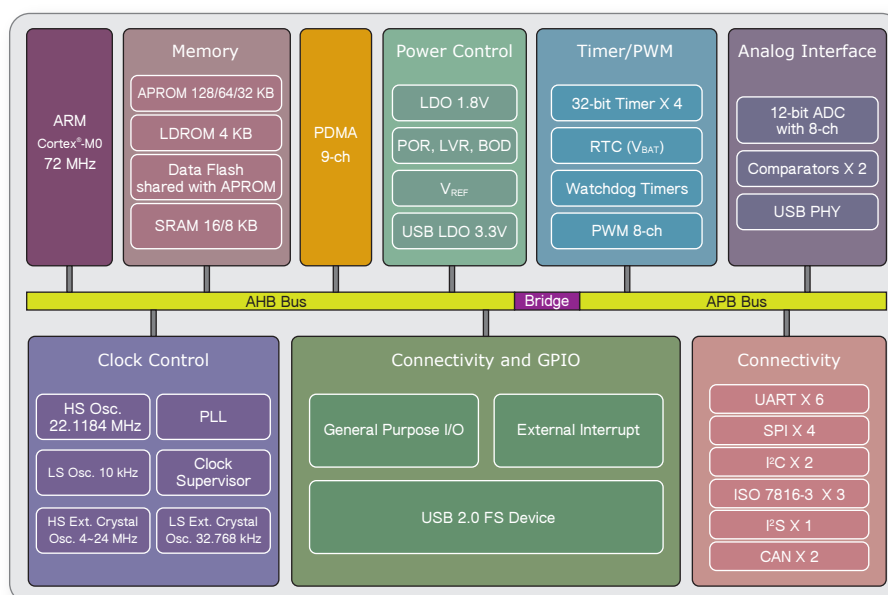 ARM
Cortex®-M0
72 MHz
Memory
APROM 128/64/32 KB
LDROM 4 KB
Data Flash
shared with APROM
SRAM 16/8 KB
PDMA
9-ch
Power Control
LDO 1.8V
POR, LVR, BOD
VREF
USB LDO 3.3V
Timer/PWM
32-bit Timer X 4
RTC (VBAT)
Watchdog Timers
PWM 8-ch
Analog Interface
12-bit ADC
with 8-ch
Comparators X 2
USB PHY
AHB Bus
Bridge
APB Bus
Clock Control
HS Osc.
22.1184 MHz
PLL
LS Osc. 10 kHz
Clock
Supervisor
HS Ext. Crystal
Osc. 4~24 MHz
LS Ext. Crystal
Osc. 32.768 kHz
Connectivity and GPIO
General Purpose I/O
External Interrupt
USB 2.0 FS Device
Connectivity
UART X 6
SPI X 4
I²C X 2
ISO 7816-3 X 3
I²S X 1
CAN X 2